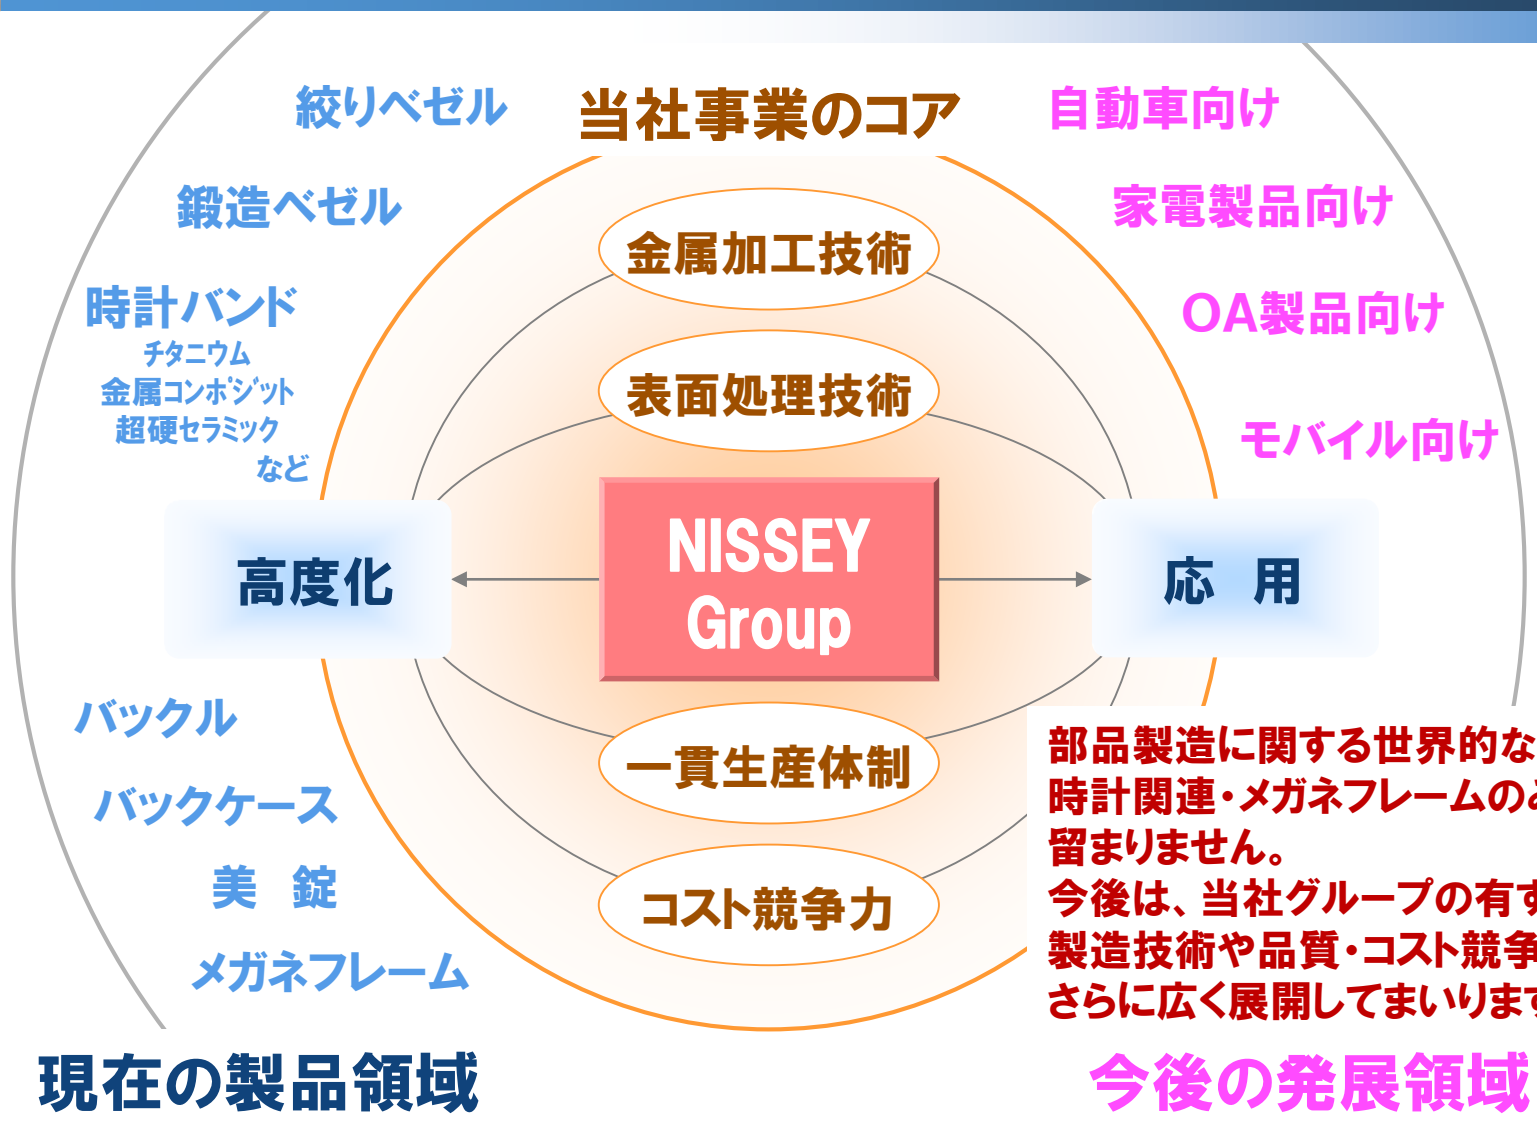 当社事業のコア
絞りベゼル
鍛造ベゼル
時計バンド
チタニウム
金属コンポジット
超硬セラミック
など
高度化
バックル
バックケース
美 錠
メガネフレーム
現在の製品領域
金属加工技術
表面処理技術
NISSEY
Group
一貫生産体制
コスト競争力
自動車向け
家電製品向け
OA製品向け
モバイル向け
応 用
部品製造に関する世界的な
時計関連・メガネフレームの
留まりません。
今後は、当社グループの有す
製造技術や品質・コスト競争
さらに広く展開してまいります
今後の発展領域